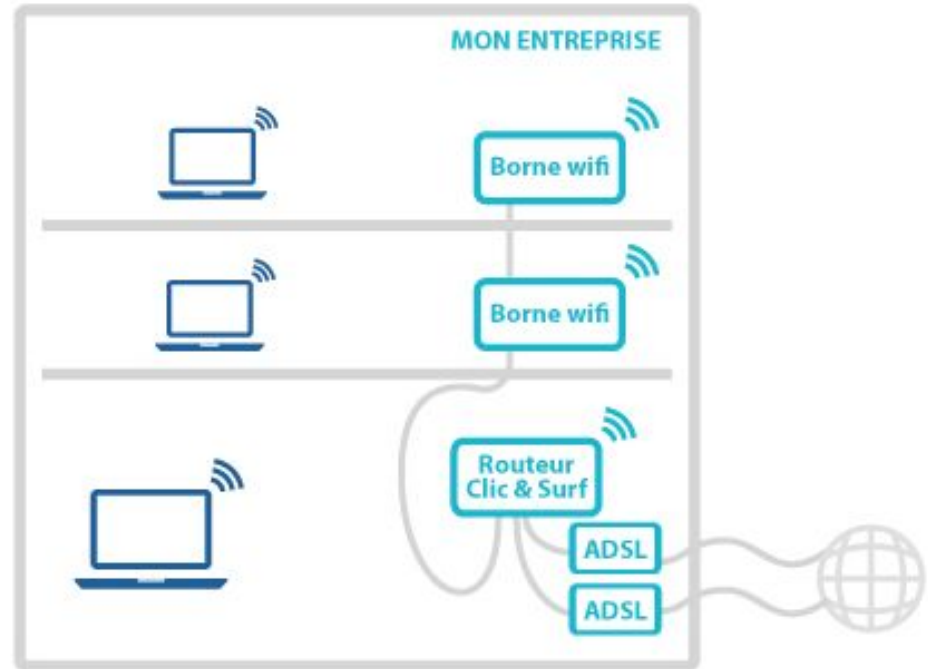 MON ENTREPRISE
Borne wifi
Borne wifi
Routeur
Clic & Surf
ADSL
ADSL